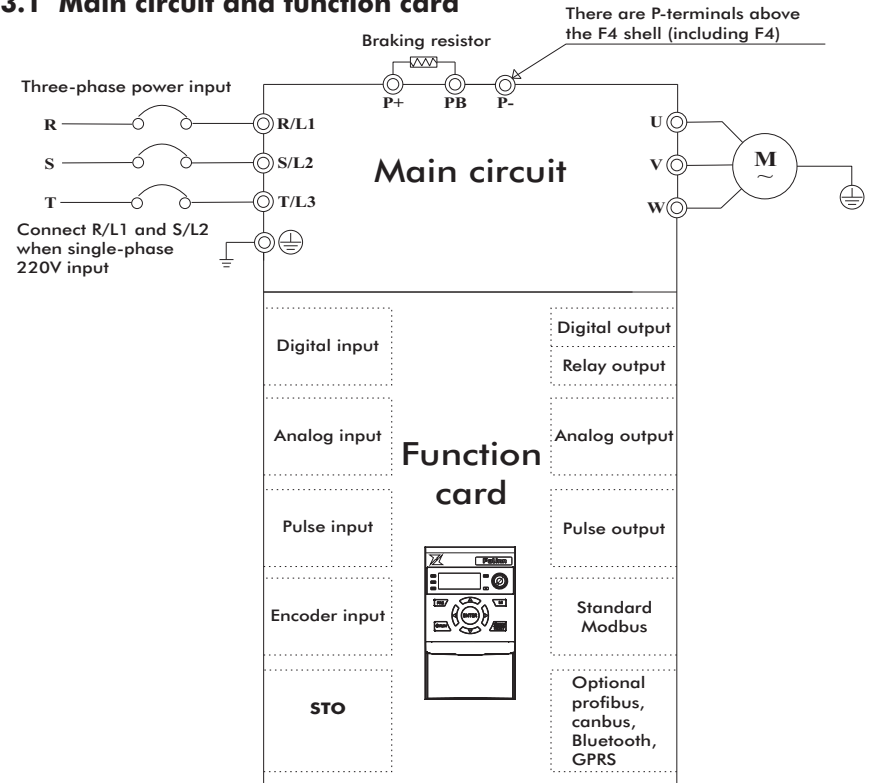 3.1 Main circuit and function card
There are P-terminals above
the F4 shell (including F4)
Braking resistor
Three-phase power input
P+
PB
P-
R
R/L1
S
S/L2
T
T/L3
Connect R/L1 and S/L2
when single-phase
220V input
Main circuit
U
V
W
M
~
Digital input
Digital output
Relay output
Analog input
Analog output
Function
card
Pulse input
Pulse output
Encoder input
ENTER
Standard
Modbus
STO
Optional
profibus,
canbus,
Bluetooth,
GPRS